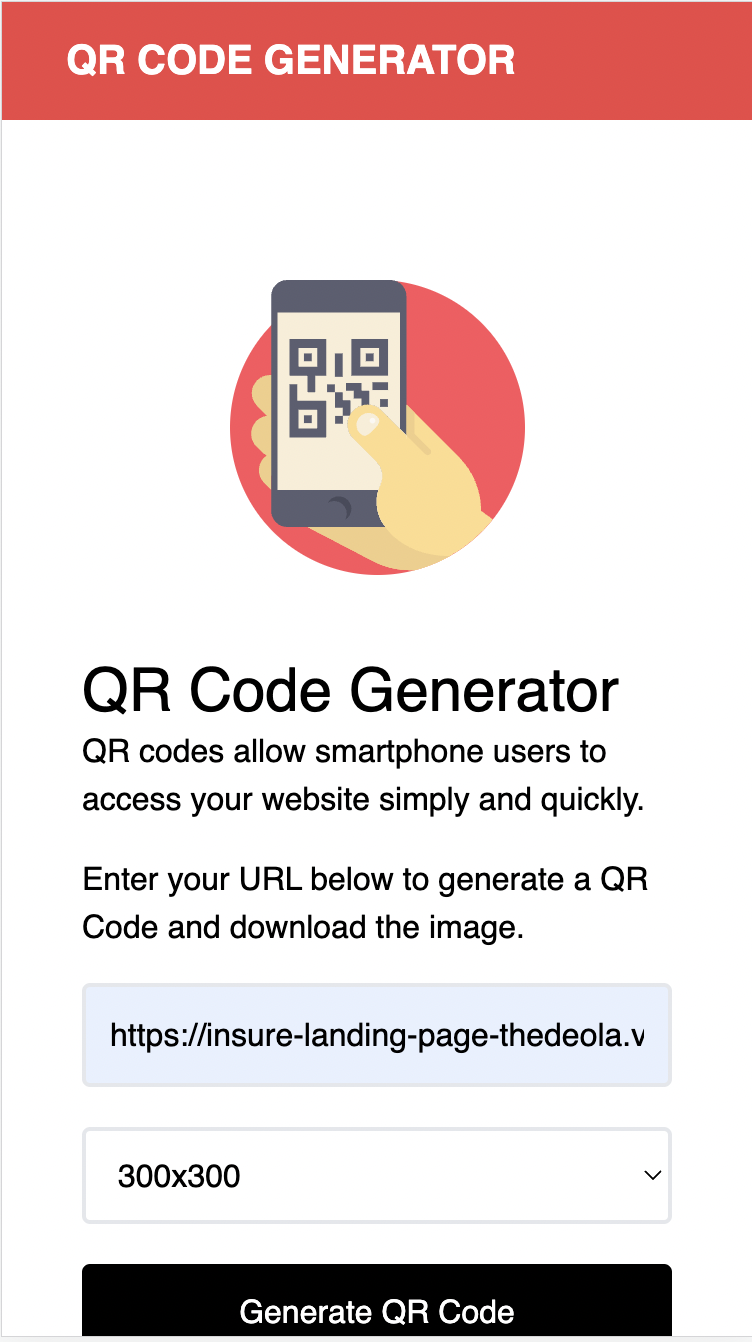 QR CODE GENERATOR
QR Code Generator
QR codes allow smartphone users to
access your website simply and quickly.
Enter your URL below to generate a QR
Code and download the image.
https://insure-landing-page-thedeola.v
300x300
Generate QR Code